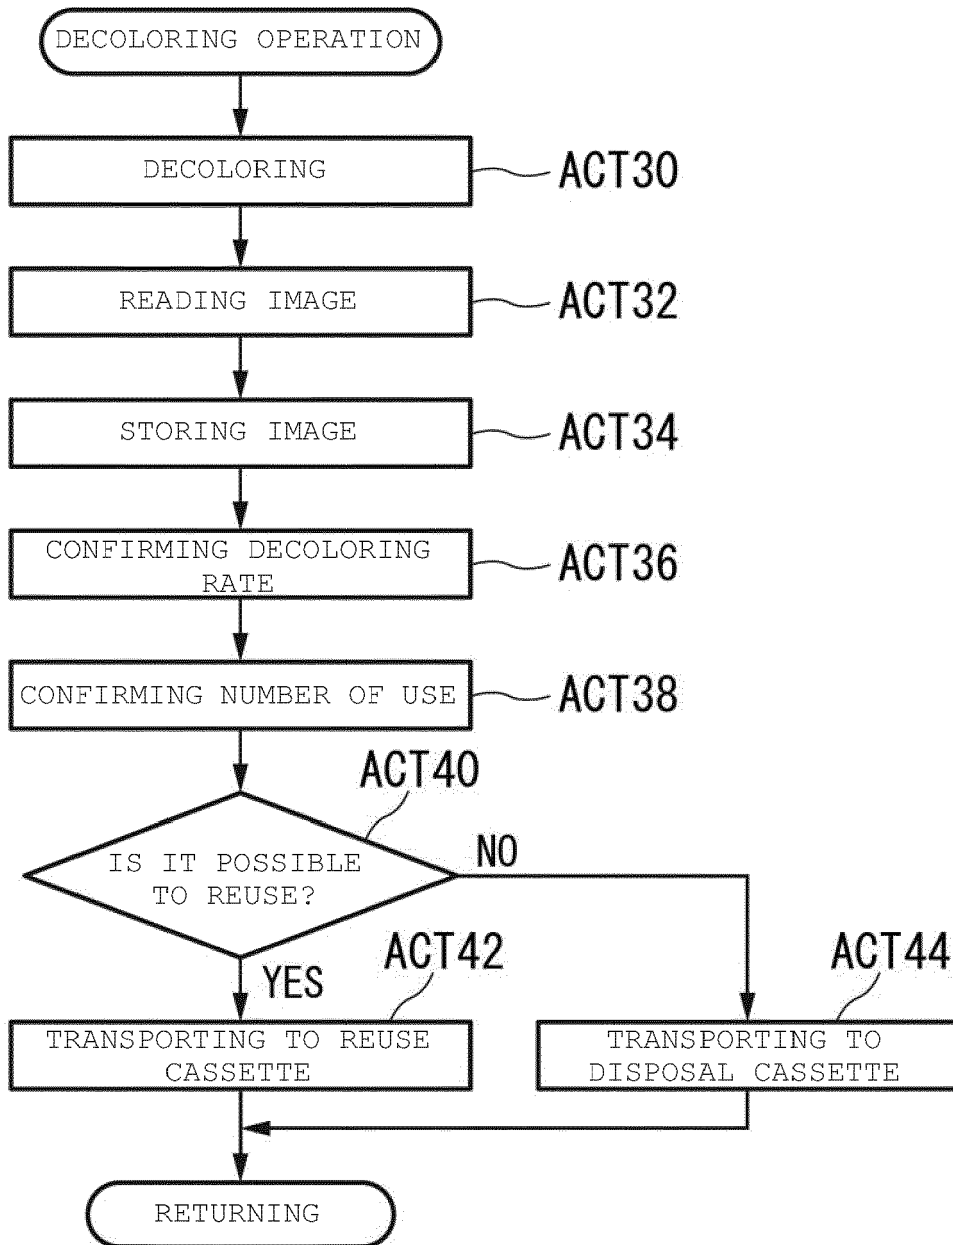 DECOLORING OPERATION
DECOLORING
ACT30
READING IMAGE
ACT32
STORING IMAGE
ACT34
CONFIRMING DECOLORING
RATE
ACT36
CONFIRMING NUMBER OF USE
ACT38
ACT40
IS IT POSSIBLE
TO REUSE?
NO
YES
ACT42
ACT44
TRANSPORTING TO REUSE
CASSETTE
TRANSPORTING TO
DISPOSAL CASSETTE
RETURNING